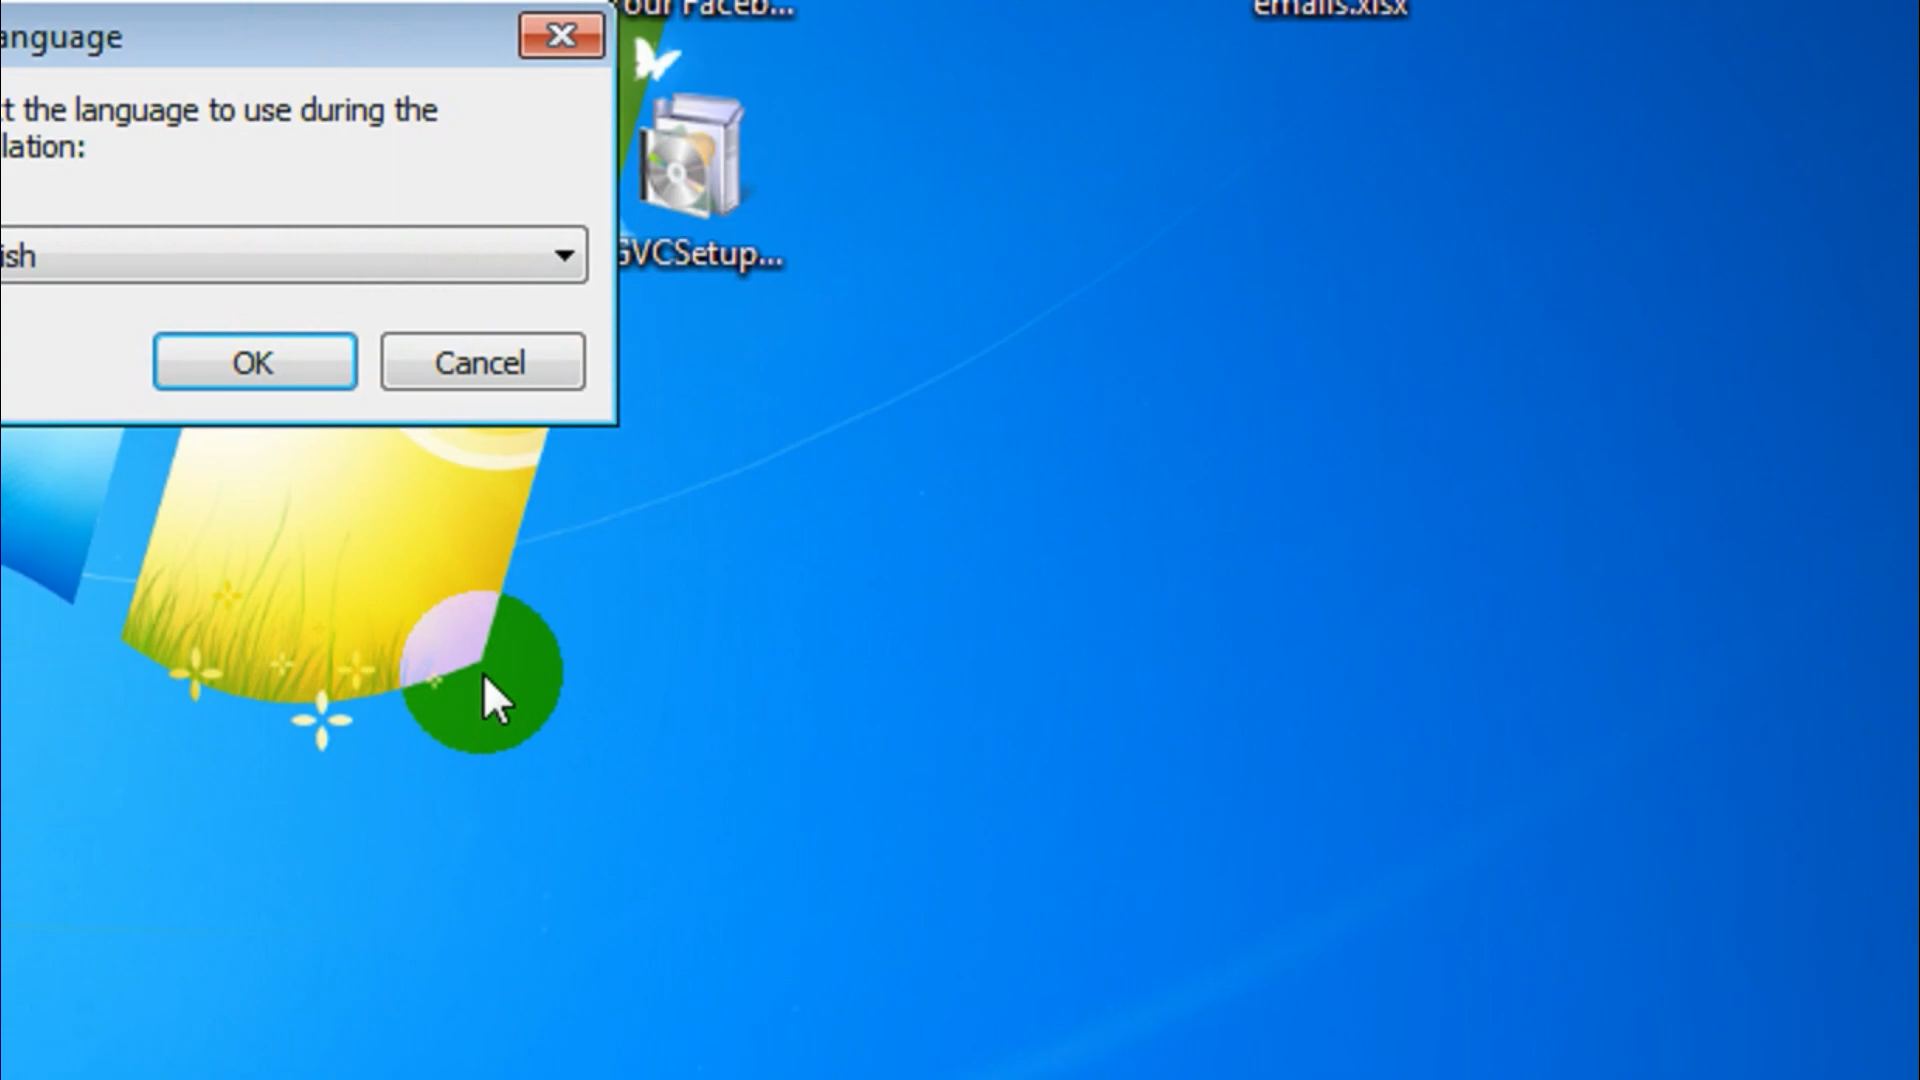 our Faceb...
emails.xlsx
anguage
t the language to use during the
lation:
ish
GVCSetup...
OK
Cancel